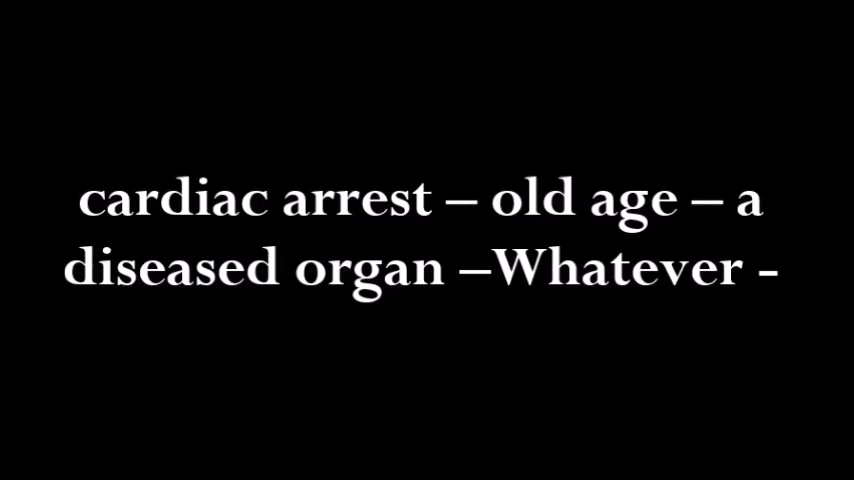 cardiac arrest – old age – a
diseased organ –Whatever -